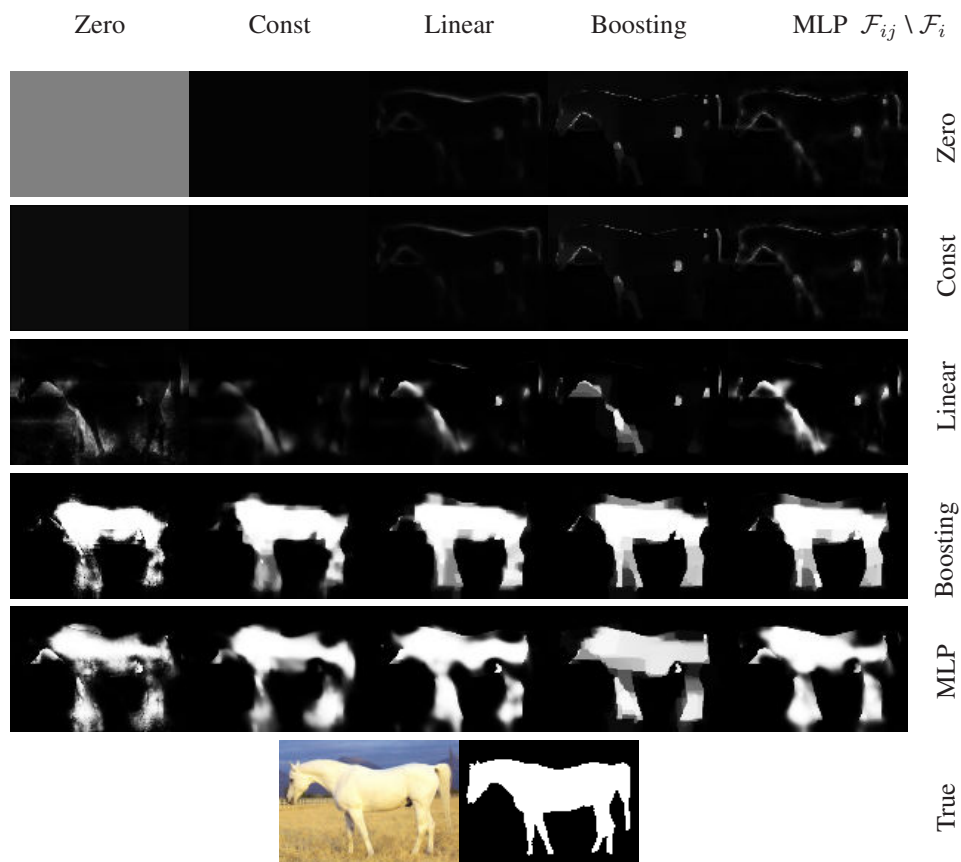 Zero Const Linear Boosting MLP $\mathcal{F}_{ij} \setminus \mathcal{F}_i$
Zero
Const
Linear
Boosting
MLP
True